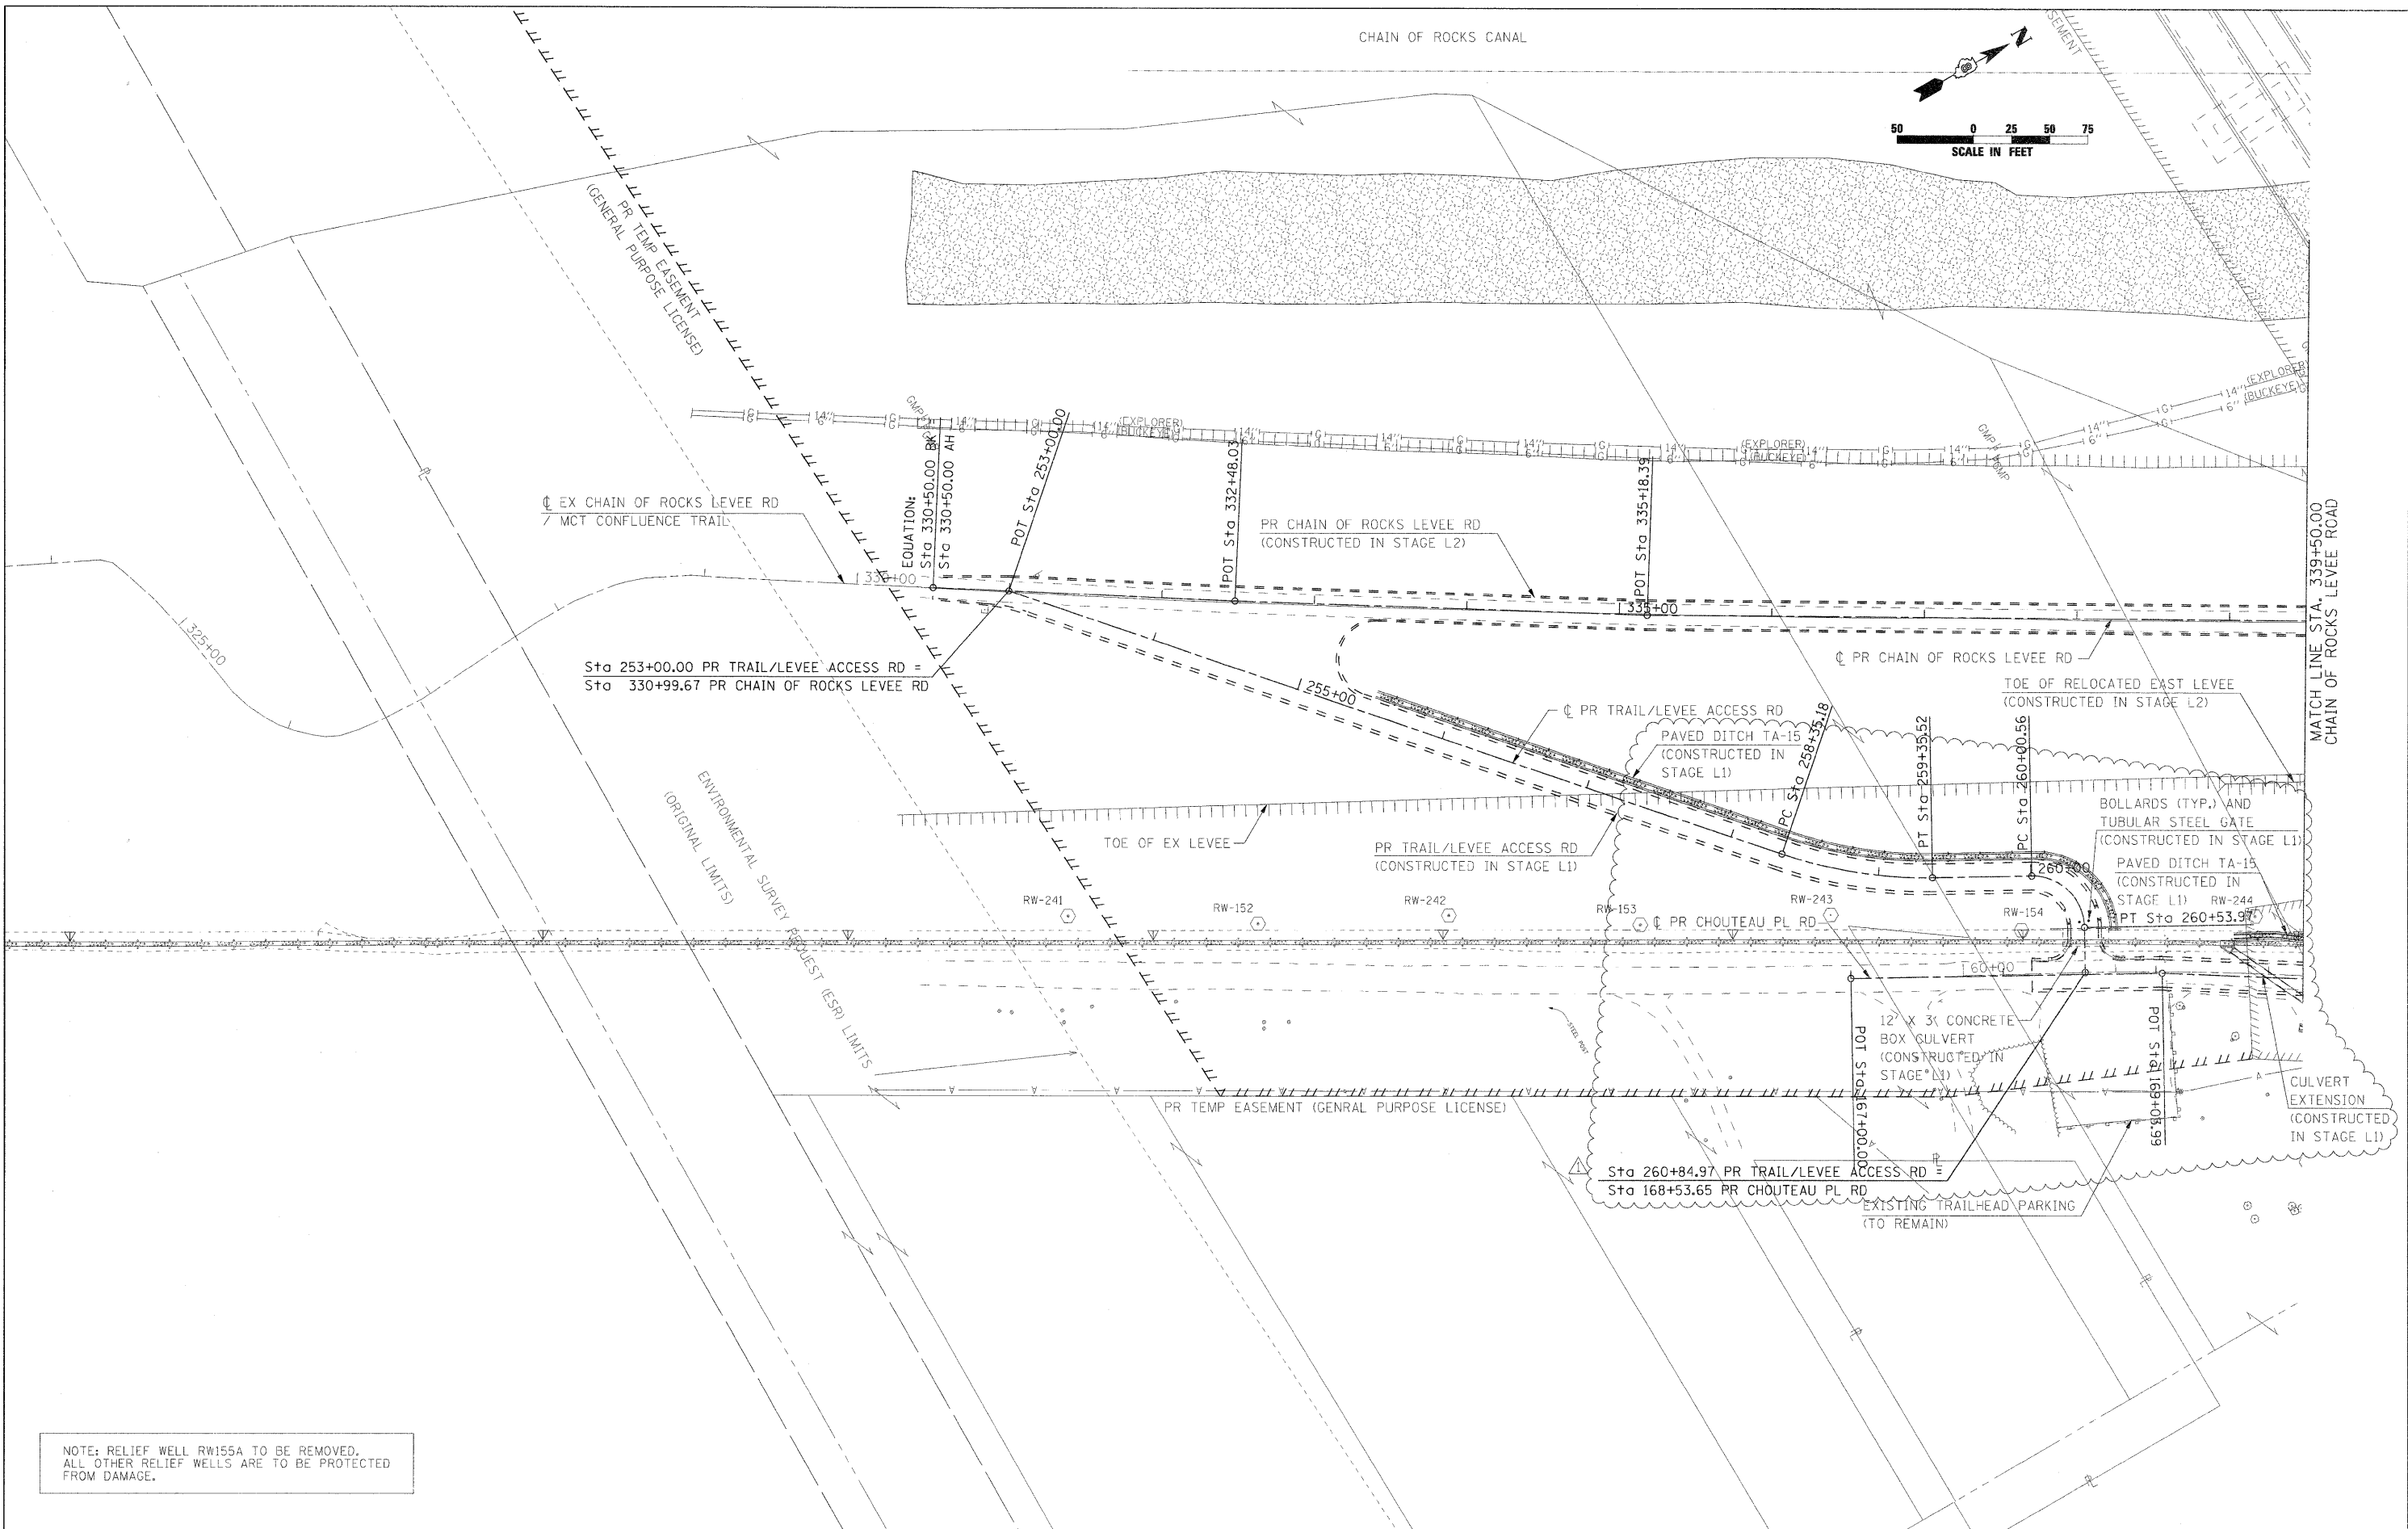 CHAIN OF ROCKS CANAL
SEMENT
N
50 0 25 50 75
SCALE IN FEET
PR TEMP EASEMENT
(GENERAL PURPOSE LICENSE)
14" (EXPLORER)
6" (BUCKEYE)
(EXPLORER)
(BUCKEYE)
(EXPLORER)
(BUCKEYE)
℄ EX CHAIN OF ROCKS LEVEE RD
/ MCT CONFLUENCE TRAIL
EQUATION:
Sta 330+50.00 BK
Sta 330+50.00 AH
POT Sta 253+00.00
POT Sta 332+48.03
PR CHAIN OF ROCKS LEVEE RD
(CONSTRUCTED IN STAGE L2)
POT Sta 335+18.39
MATCH LINE STA. 339+50.00
CHAIN OF ROCKS LEVEE ROAD
325+00
330+00
335+00
℄ PR CHAIN OF ROCKS LEVEE RD
Sta 253+00.00 PR TRAIL/LEVEE ACCESS RD =
Sta 330+99.67 PR CHAIN OF ROCKS LEVEE RD
255+00
℄ PR TRAIL/LEVEE ACCESS RD
PAVED DITCH TA-15
(CONSTRUCTED IN
STAGE L1)
PC Sta 258+35.18
PT Sta 259+35.52
PC Sta 260+00.56
TOE OF RELOCATED EAST LEVEE
(CONSTRUCTED IN STAGE L2)
BOLLARDS (TYP.) AND
TUBULAR STEEL GATE
(CONSTRUCTED IN STAGE L1)
PAVED DITCH TA-15
(CONSTRUCTED IN
STAGE L1)
RW-244
PT Sta 260+53.97
260+00
TOE OF EX LEVEE
PR TRAIL/LEVEE ACCESS RD
(CONSTRUCTED IN STAGE L1)
ENVIRONMENTAL SURVEY REQUEST (ESR) LIMITS
(ORIGINAL LIMITS)
RW-241
RW-152
RW-242
RW-153
℄ PR CHOUTEAU PL RD
RW-243
RW-154
12' X 3' CONCRETE
BOX CULVERT
(CONSTRUCTED IN
STAGE L1)
POT Sta 167+00.00
POT Sta 169+03.99
CULVERT
EXTENSION
(CONSTRUCTED
IN STAGE L1)
PR TEMP EASEMENT (GENRAL PURPOSE LICENSE)
1
Sta 260+84.97 PR TRAIL/LEVEE ACCESS RD =
Sta 168+53.65 PR CHOUTEAU PL RD
EXISTING TRAILHEAD PARKING
(TO REMAIN)
NOTE: RELIEF WELL RW155A TO BE REMOVED.
ALL OTHER RELIEF WELLS ARE TO BE PROTECTED
FROM DAMAGE.